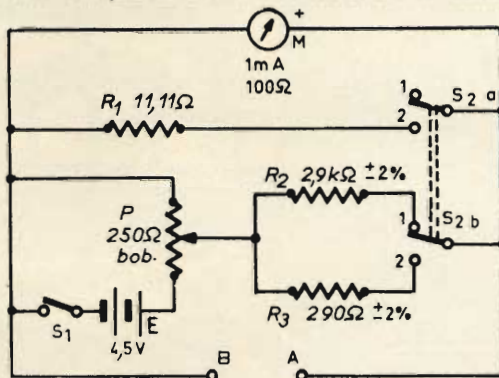 +
M
1mA
100Ω
R1 11,11Ω
1
2
S2 a
R2 2,9kΩ ±2%
P
250Ω
bob.
1
2
S2 b
R3 290Ω ±2%
S1
E
4,5V
B
A